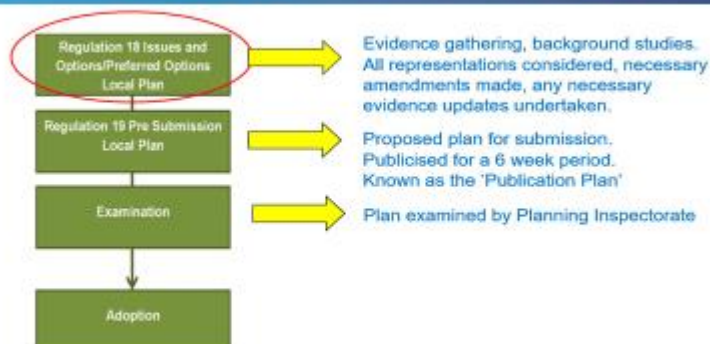 Regulation 18 Issues and
Options/Preferred Options
Local Plan
Evidence gathering, background studies.
All representations considered, necessary
amendments made, any necessary
evidence updates undertaken.
Regulation 19 Pre Submission
Local Plan
Proposed plan for submission.
Publicised for a 6 week period.
Known as the 'Publication Plan'
Examination
Plan examined by Planning Inspectorate
Adoption